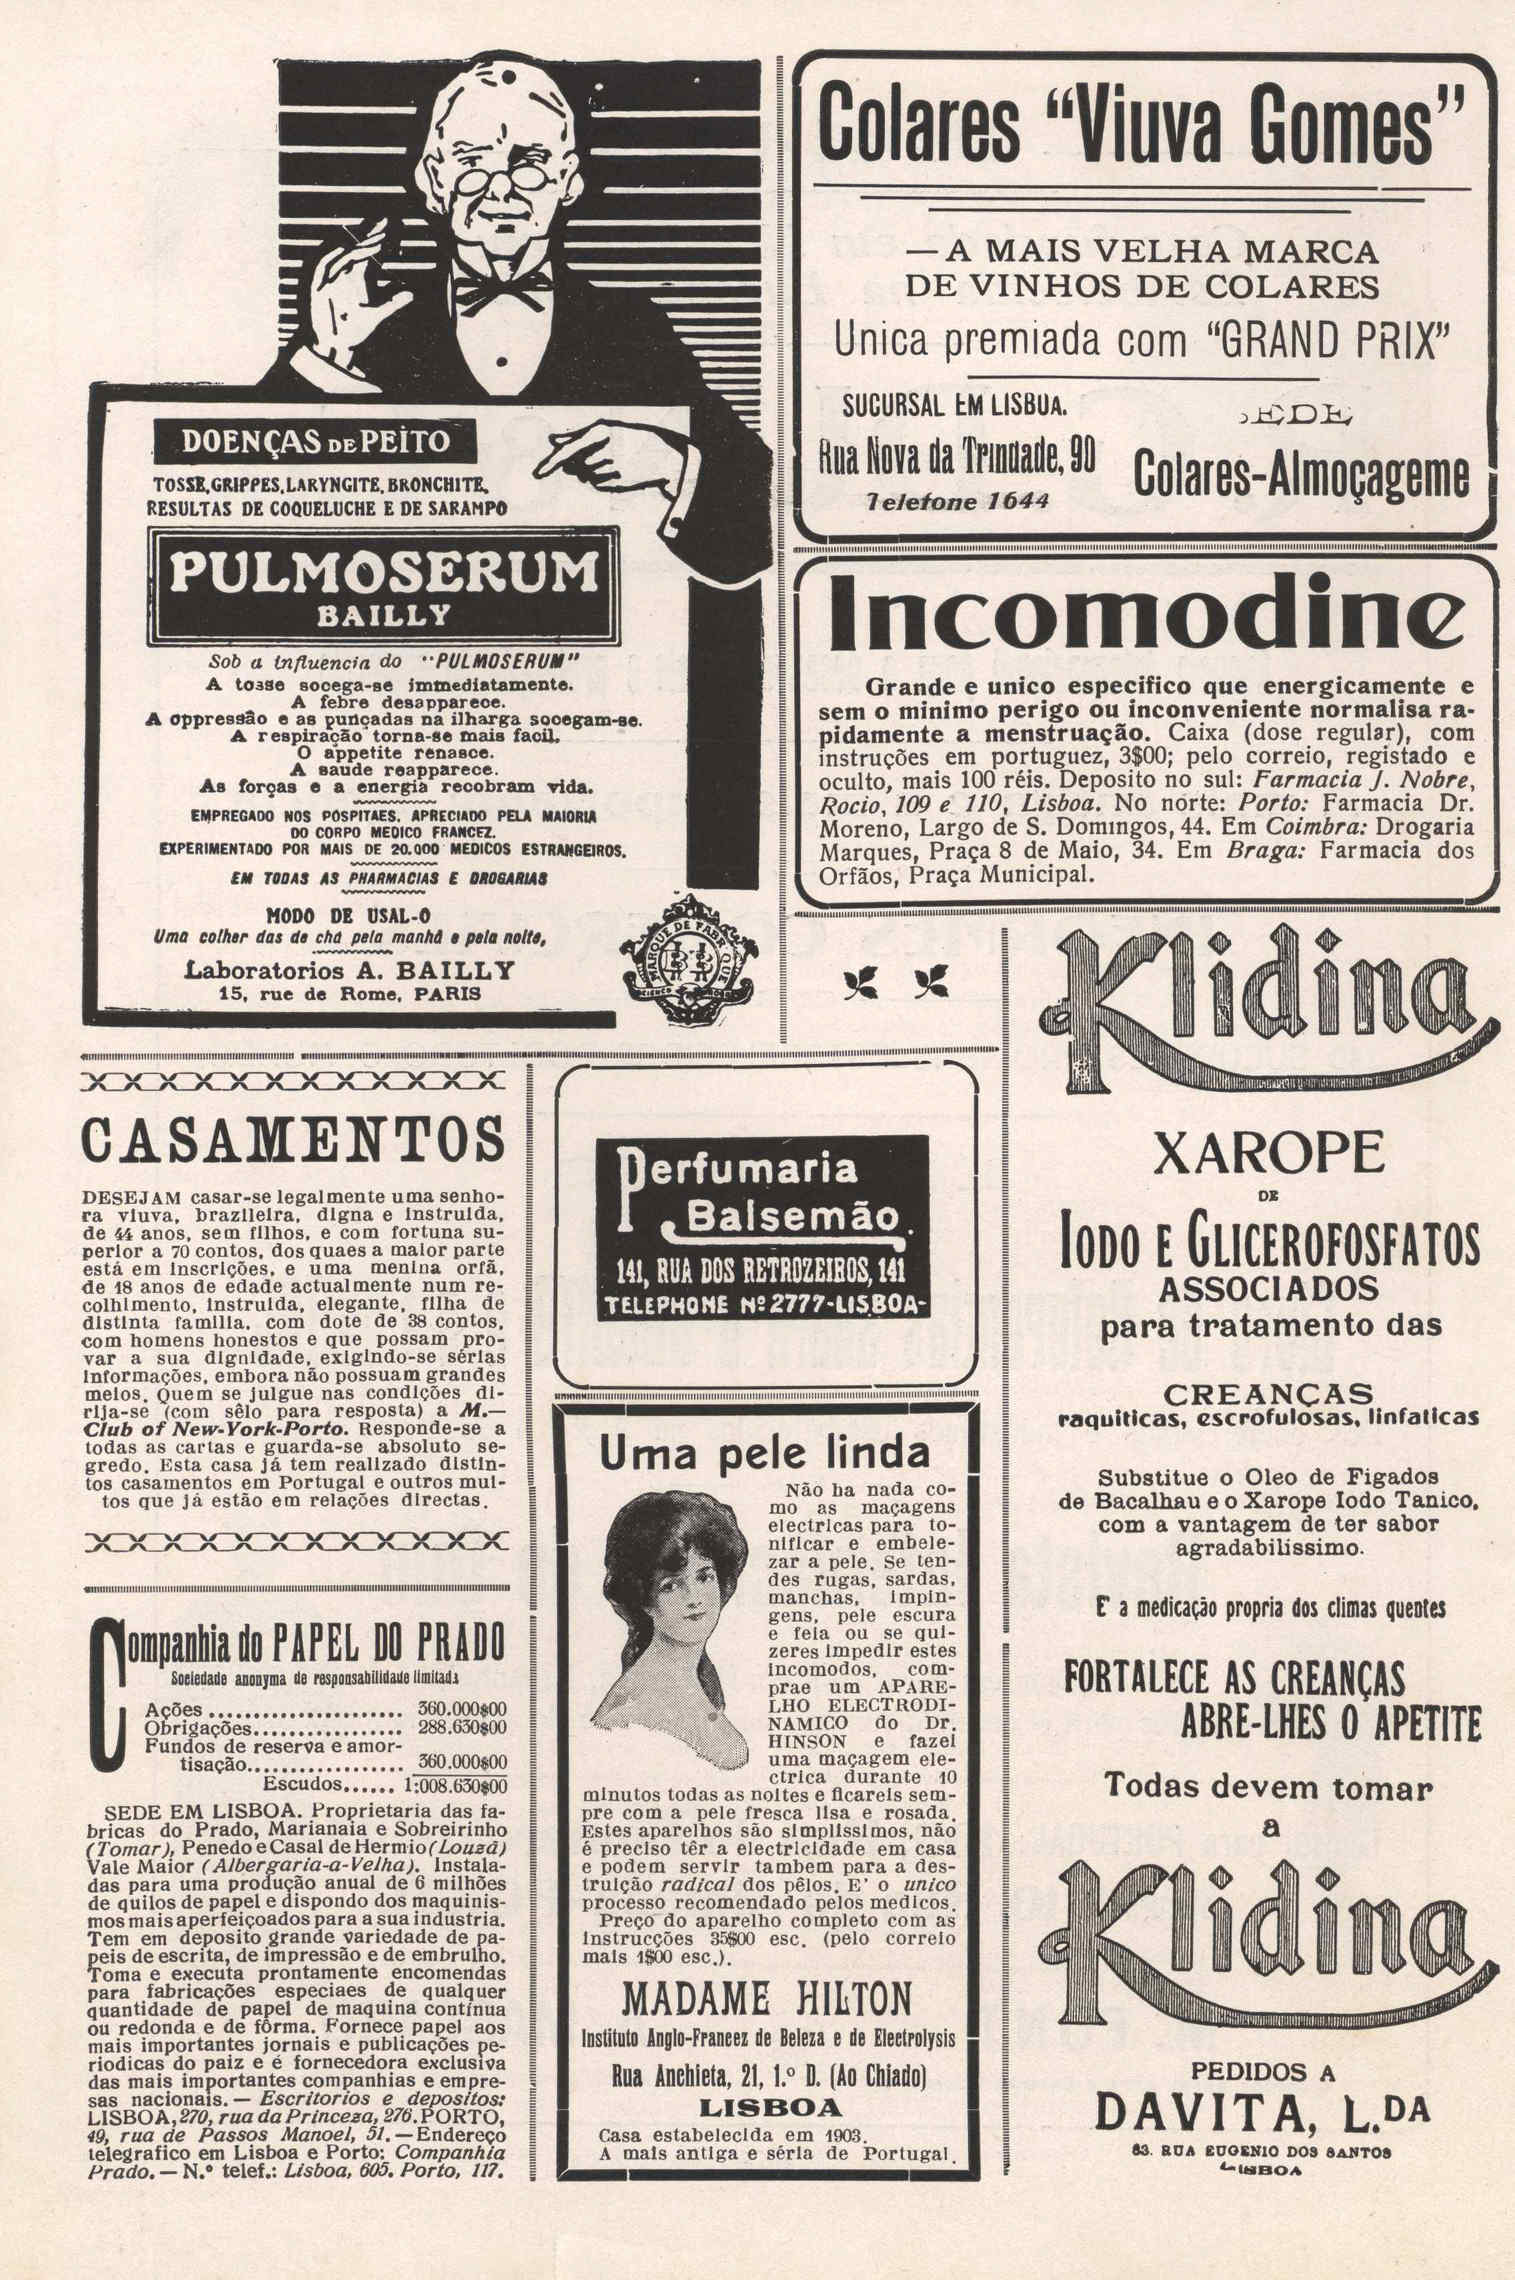 DOENÇAS DE PEITO
TOSSE, GRIPPES, LARYNGITE, BRONCHITE,
RESULTAS DE COQUELUCHE E DE SARAMPO
PULMOSERUM
BAILLY
Sob a influencia do "PULMOSERUM"
A tosse socega-se immediatamente.
A febre desapparece.
A oppressão e as punçadas na ilharga socegam-se.
A respiração torna-se mais facil.
O appetite renasce.
A saude reapparece.
As forças e a energia recobram vida.
EMPREGADO NOS POSPITAES, APRECIADO PELA MAIORIA
DO CORPO MEDICO FRANCEZ.
EXPERIMENTADO POR MAIS DE 20.000 MEDICOS ESTRANGEIROS.
EM TODAS AS PHARMACIAS E DROGARIAS
MODO DE USAL-O
Uma colher das de chá pela manhã e pela noite,
Laboratorios A. BAILLY
15, rue de Rome, PARIS
MARQUE DE FABRIQUE
Colares "Viuva Gomes"
— A MAIS VELHA MARCA
DE VINHOS DE COLARES
Unica premiada com "GRAND PRIX"
SUCURSAL EM LISBUA.
Rua Nova da Trindade, 90
Telefone 1644
SEDE
Colares-Almoçageme
Incomodine
Grande e unico especifico que energicamente e
sem o minimo perigo ou inconveniente normalisa ra-
pidamente a menstruação. Caixa (dose regular), com
instruções em portuguez, 3$00; pelo correio, registado e
oculto, mais 100 réis. Deposito no sul: Farmacia J. Nobre,
Rocio, 109 e 110, Lisboa. No norte: Porto: Farmacia Dr.
Moreno, Largo de S. Domingos, 44. Em Coimbra: Drogaria
Marques, Praça 8 de Maio, 34. Em Braga: Farmacia dos
Orfãos, Praça Municipal.
CASAMENTOS
DESEJAM casar-se legalmente uma senho-
ra viuva, brazileira, digna e instruida,
de 44 anos, sem filhos, e com fortuna su-
perior a 70 contos, dos quaes a maior parte
está em inscrições, e uma menina orfã,
de 18 anos de edade actualmente num re-
colhimento, instruida, elegante, filha de
distinta familia, com dote de 38 contos,
com homens honestos e que possam pro-
var a sua dignidade, exigindo-se sérias
informações, embora não possuam grandes
meios. Quem se julgue nas condições di-
rija-se (com sêlo para resposta) a M.—
Club of New-York-Porto. Responde-se a
todas as cartas e guarda-se absoluto se-
gredo. Esta casa já tem realizado distin-
tos casamentos em Portugal e outros mui-
tos que já estão em relações directas.
Companhia do PAPEL DO PRADO
Sociedade anonyma de responsabilidade limitada
Ações ...................... 360.000$00
Obrigações................. 288.630$00
Fundos de reserva e amor-
tisação.................. 360.000$00
Escudos...... 1:008.630$00
SEDE EM LISBOA. Proprietaria das fa-
bricas do Prado, Marianaia e Sobreirinho
(Tomar), Penedo e Casal de Hermio (Louzã)
Vale Maior (Albergaria-a-Velha). Instala-
das para uma produção anual de 6 milhões
de quilos de papel e dispondo dos maquinis-
mos mais aperfeiçoados para a sua industria.
Tem em deposito grande variedade de pa-
peis de escrita, de impressão e de embrulho.
Toma e executa prontamente encomendas
para fabricações especiaes de qualquer
quantidade de papel de maquina contínua
ou redonda e de fôrma. Fornece papel aos
mais importantes jornais e publicações pe-
riodicas do paiz e é fornecedora exclusiva
das mais importantes companhias e empre-
sas nacionais. — Escritorios e depositos:
LISBOA, 270, rua da Princeza, 276. PORTO,
49, rua de Passos Manoel, 51. — Endereço
telegrafico em Lisboa e Porto: Companhia
Prado. — N.º telef.: Lisboa, 605. Porto, 117.
Perfumaria
Balsemão.
141, RUA DOS RETROZEIROS, 141
TELEPHONE Nº 2777-LISBOA-
Uma pele linda
Não ha nada co-
mo as maçagens
electricas para to-
nificar e embele-
zar a pele. Se ten-
des rugas, sardas,
manchas, impin-
gens, pele escura
e feia ou se qui-
zeres impedir estes
incomodos, com-
prae um APARE-
LHO ELECTRODI-
NAMICO do Dr.
HINSON e fazei
uma maçagem ele-
ctrica durante 10
minutos todas as noites e ficareis sem-
pre com a pele fresca lisa e rosada.
Estes aparelhos são simplissimos, não
é preciso têr a electricidade em casa
e podem servir tambem para a des-
truição radical dos pêlos. E' o unico
processo recomendado pelos medicos.
Preço do aparelho completo com as
instrucções 35$00 esc. (pelo correio
mais 1$00 esc.).
MADAME HILTON
Instituto Anglo-Francez de Beleza e de Electrolysis
Rua Anchieta, 21, 1.º D. (Ao Chiado)
LISBOA
Casa estabelecida em 1903.
A mais antiga e séria de Portugal.
Klidina
XAROPE
DE
IODO E GLICEROFOSFATOS
ASSOCIADOS
para tratamento das
CREANÇAS
raquiticas, escrofulosas, linfaticas
Substitue o Oleo de Figados
de Bacalhau e o Xarope Iodo Tanico,
com a vantagem de ter sabor
agradabilissimo.
E a medicação propria dos climas quentes
FORTALECE AS CREANÇAS
ABRE-LHES O APETITE
Todas devem tomar
a
Klidina
PEDIDOS A
DAVITA, L.DA
83. RUA EUGENIO DOS SANTOS
LISBOA